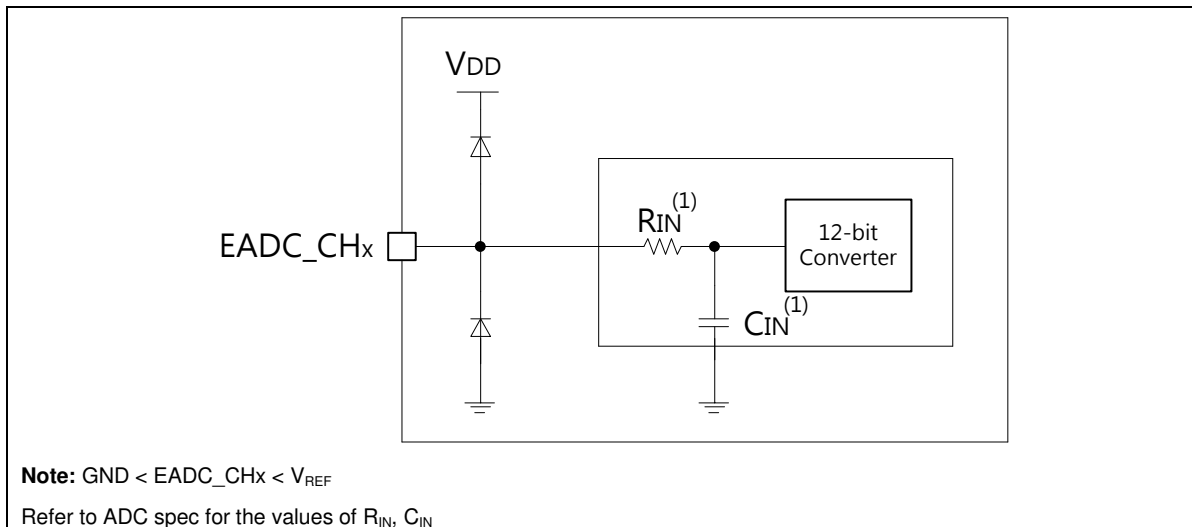 VDD
EADC_CHx
RIN(1)
12-bit
Converter
CIN(1)
Note: GND < EADC_CHx < VREF
Refer to ADC spec for the values of RIN, CIN